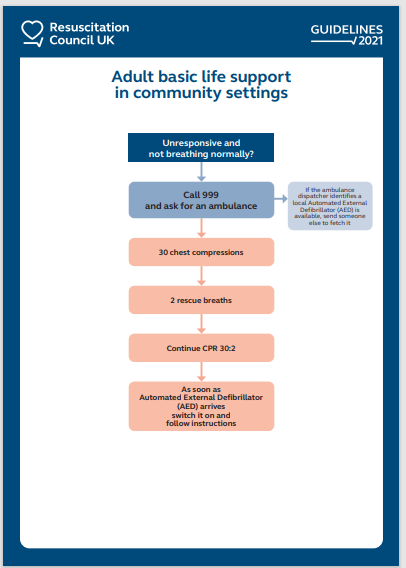 Resuscitation
Council UK
GUIDELINES
2021
Adult basic life support
in community settings
Unresponsive and
not breathing normally?
Call 999
and ask for an ambulance
If the ambulance
dispatcher identifies a
local Automated External
Defibrillator (AED) is
available, send someone
else to fetch it
30 chest compressions
2 rescue breaths
Continue CPR 30:2
As soon as
Automated External Defibrillator
(AED) arrives
switch it on and
follow instructions